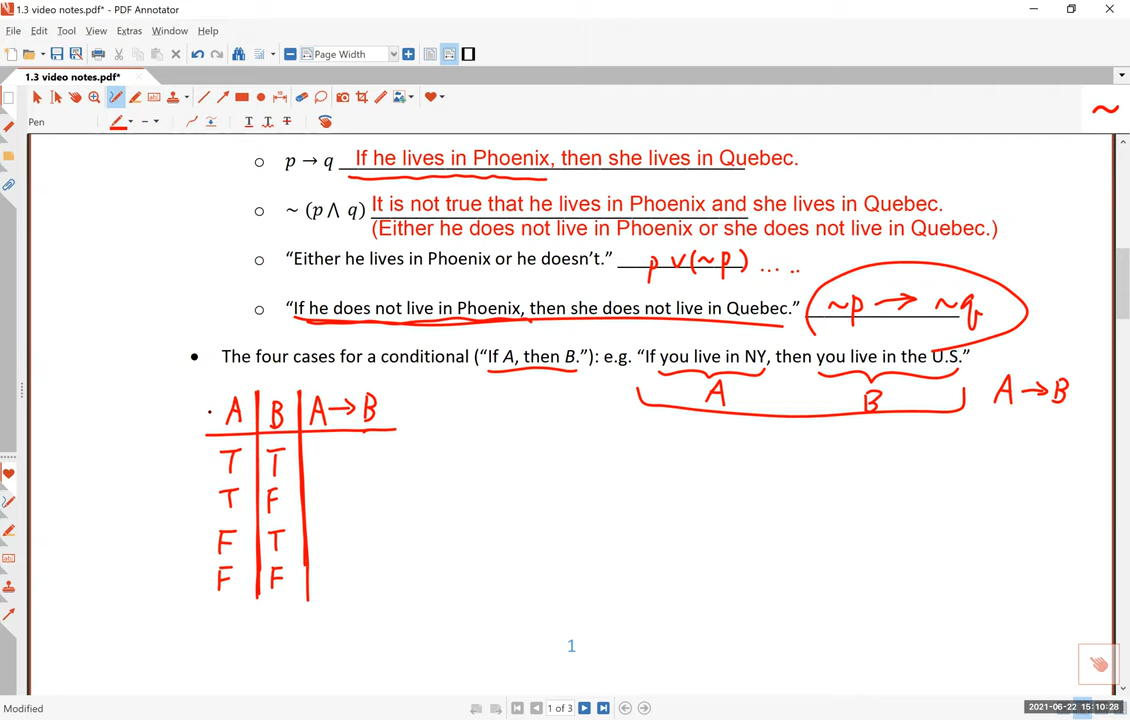 1.3 video notes.pdf* - PDF Annotator
File Edit Tool View Extras Window Help
Page Width
1.3 video notes.pdf*
Pen
~
p → q If he lives in Phoenix, then she lives in Quebec.
~ (p ∧ q) It is not true that he lives in Phoenix and she lives in Quebec.
(Either he does not live in Phoenix or she does not live in Quebec.)
“Either he lives in Phoenix or he doesn’t.” p ∨ (~p) .....
“If he does not live in Phoenix, then she does not live in Quebec.” ~p → ~q
• The four cases for a conditional (“If A, then B.”): e.g. “If you live in NY, then you live in the U.S.”
A B A → B
A B A → B
T T
T F
F T
F F
1
Modified 1 of 3 2021-06-22 15:10:28